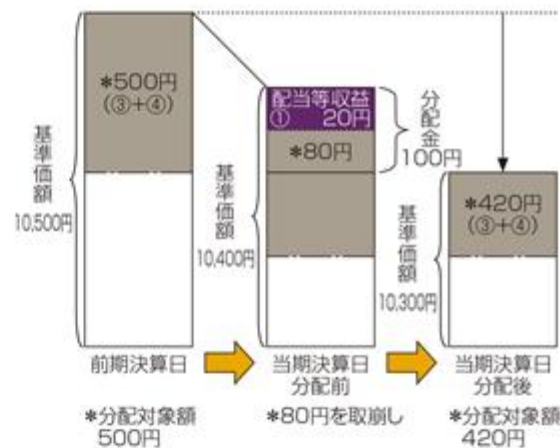 *500円
(③+④)
基準価額
10,500円
前期決算日
*分配対象額
500円
配当等収益
① 20円
*80円
分配金
100円
基準価額
10,400円
当期決算日
分配前
*80円を取崩し
*420円
(③+④)
基準価額
10,300円
当期決算日
分配後
*分配対象額
420円